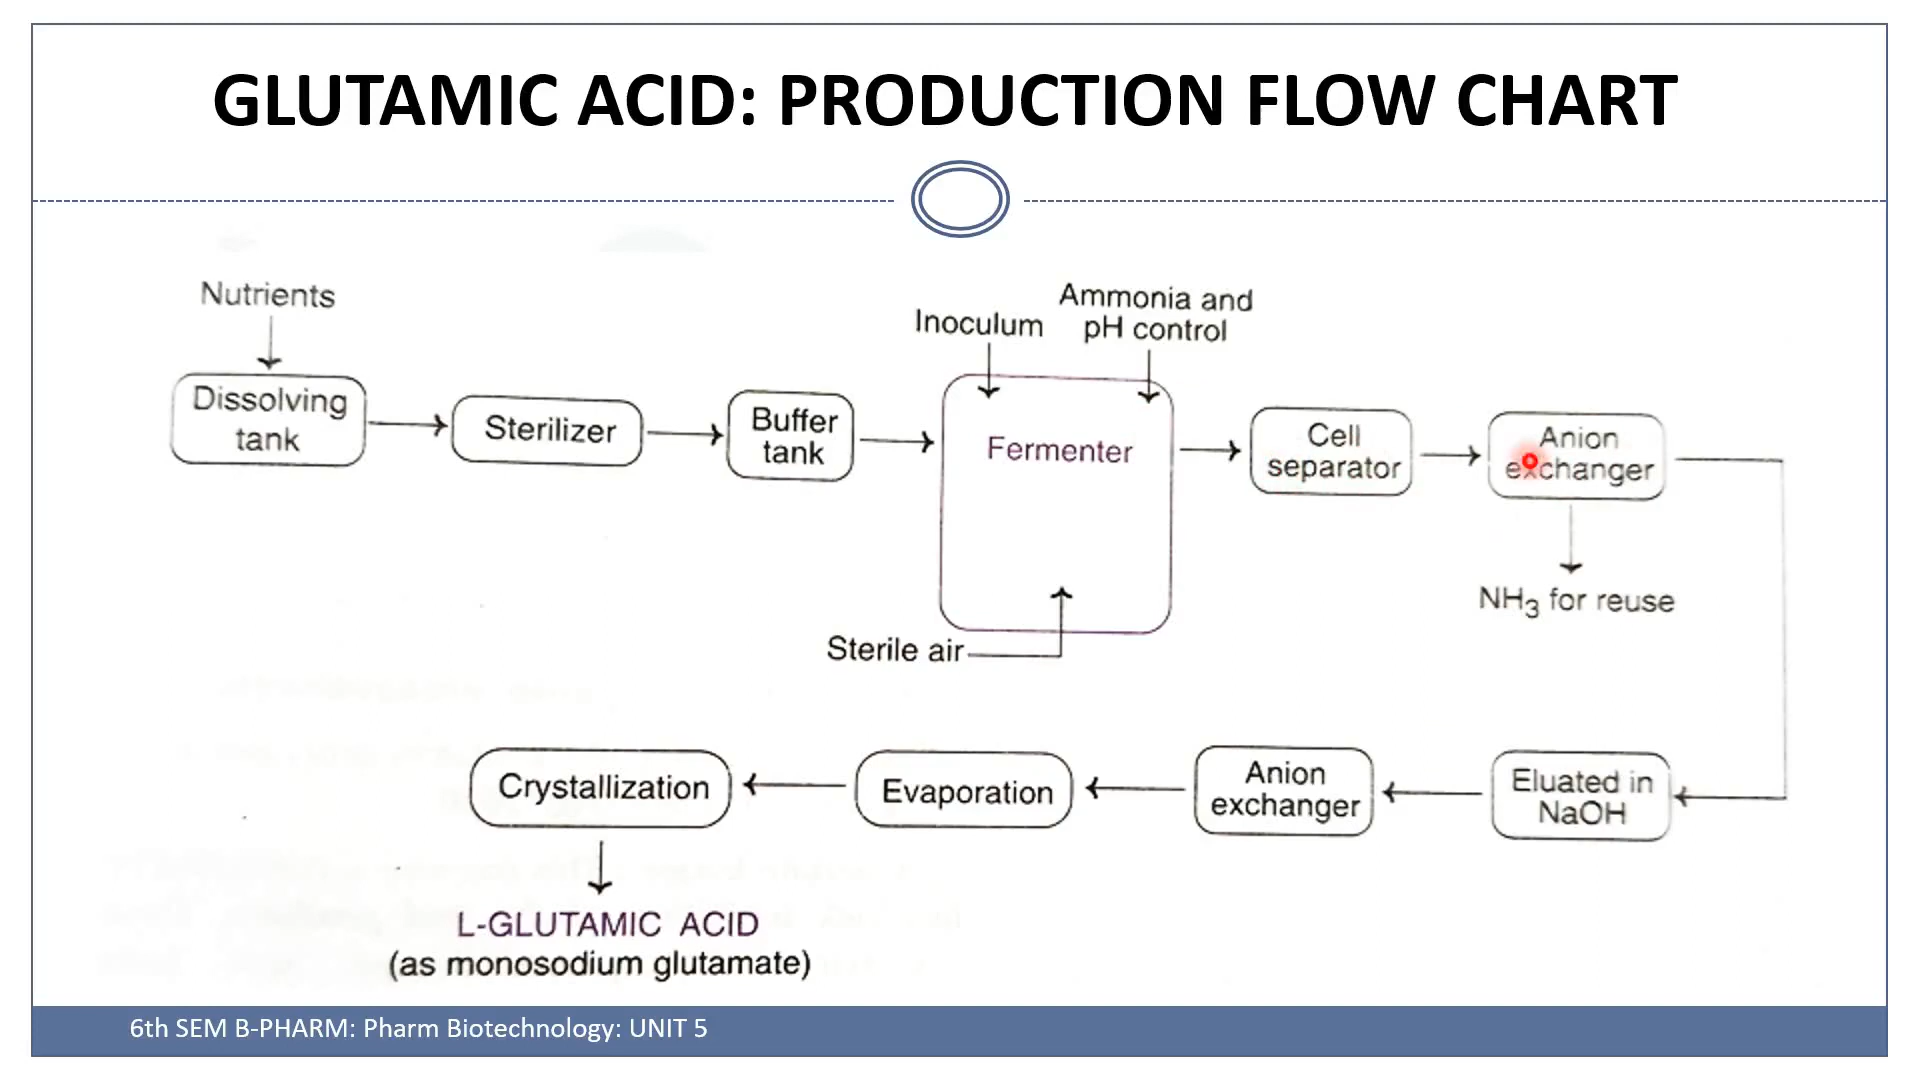 GLUTAMIC ACID: PRODUCTION FLOW CHART
Nutrients
Dissolving
tank
Sterilizer
Buffer
tank
Inoculum
Ammonia and
pH control
Fermenter
Sterile air
Cell
separator
Anion
exchanger
NH₃ for reuse
Eluated in
NaOH
Anion
exchanger
Evaporation
Crystallization
L-GLUTAMIC ACID
(as monosodium glutamate)
6th SEM B-PHARM: Pharm Biotechnology: UNIT 5